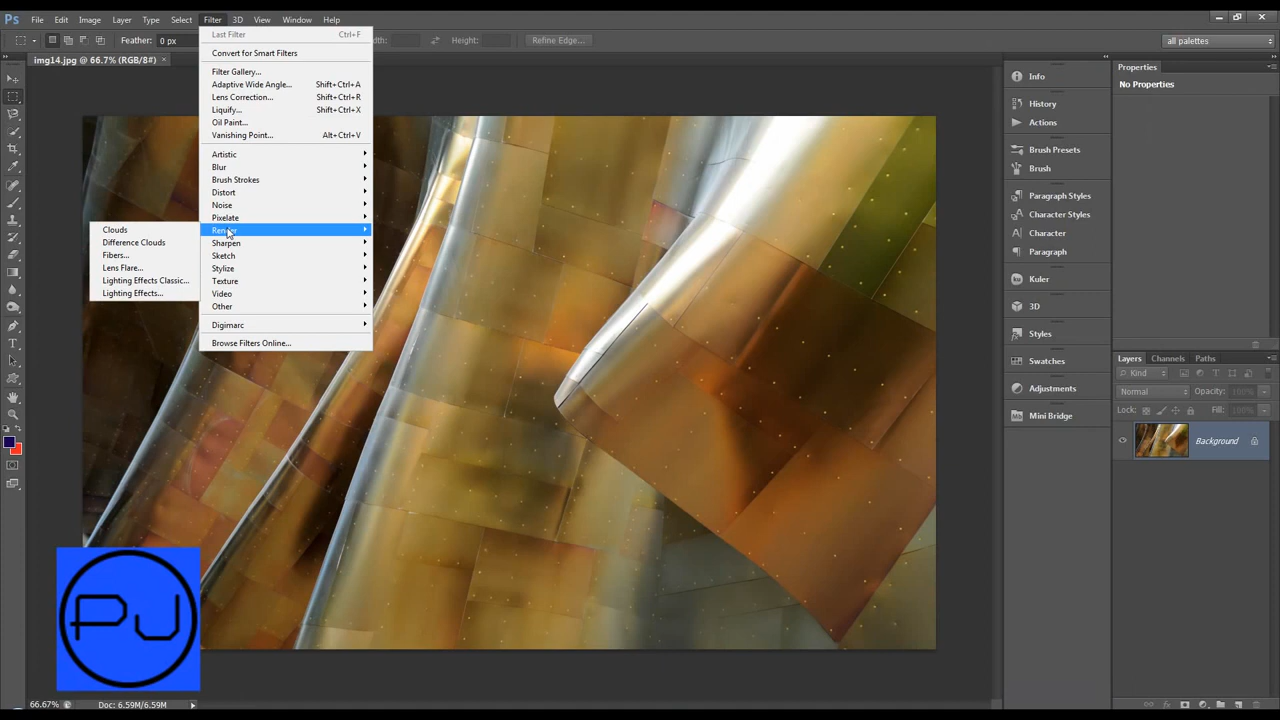 Ps File Edit Image Layer Type Select Filter 3D View Window Help
Feather: 0 px
Height:
Refine Edge...
all palettes
img14.jpg @ 66.7% (RGB/8#) ×
Last Filter Ctrl+F
Convert for Smart Filters
Filter Gallery...
Adaptive Wide Angle... Shift+Ctrl+A
Lens Correction... Shift+Ctrl+R
Liquify... Shift+Ctrl+X
Oil Paint...
Vanishing Point... Alt+Ctrl+V
Artistic
Blur
Brush Strokes
Distort
Noise
Pixelate
Render
Sharpen
Sketch
Stylize
Texture
Video
Other
Digimarc
Browse Filters Online...
Clouds
Difference Clouds
Fibers...
Lens Flare...
Lighting Effects Classic...
Lighting Effects...
Info
History
Actions
Brush Presets
Brush
Paragraph Styles
Character Styles
Character
Paragraph
Kuler
3D
Styles
Swatches
Adjustments
Mini Bridge
Properties
No Properties
Layers Channels Paths
Kind
Normal Opacity: 100%
Lock: Fill: 100%
Background
PJ
66.67% Doc: 6.59M/6.59M